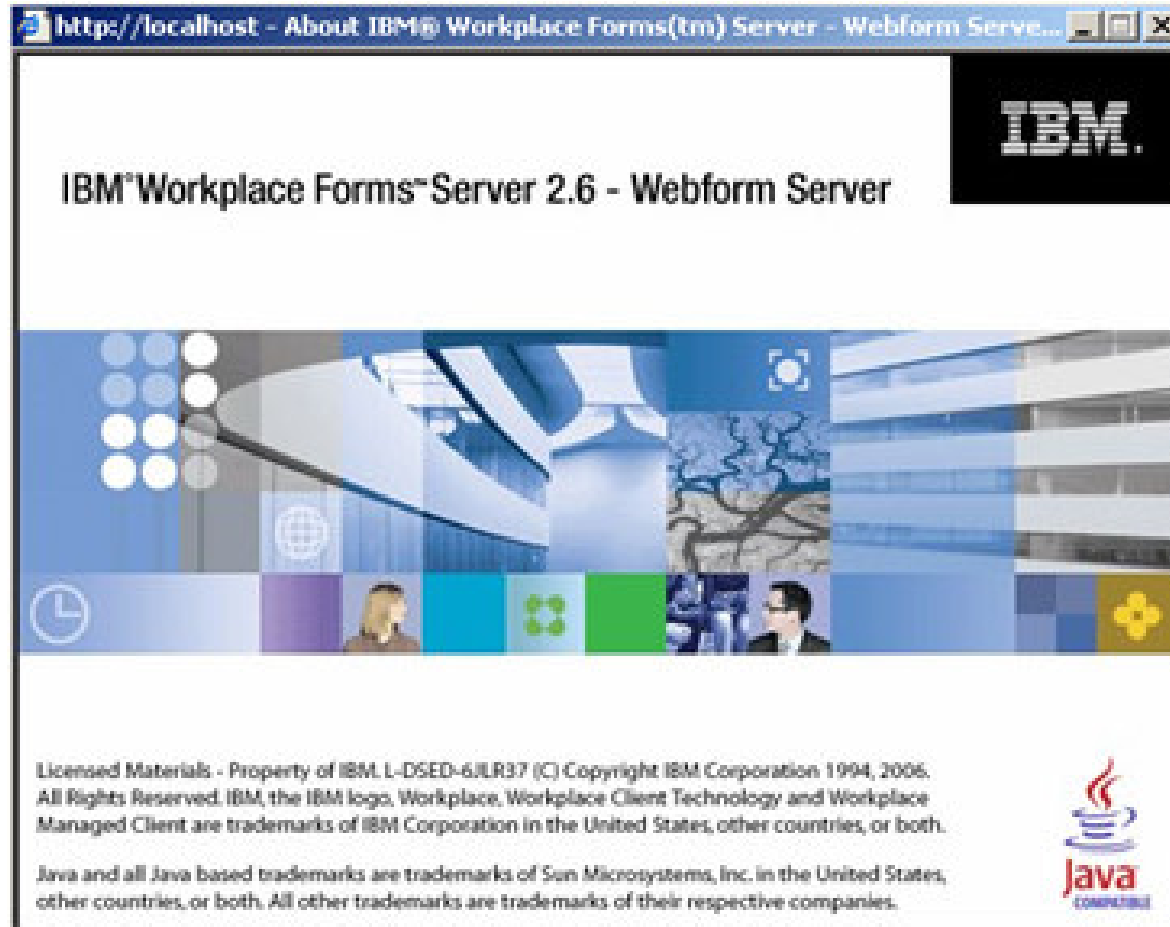 http://localhost - About IBM® Workplace Forms(tm) Server - Webform Serve...
IBM.
IBM® Workplace Forms™ Server 2.6 - Webform Server
Licensed Materials - Property of IBM. L-DSED-6JLR37 (C) Copyright IBM Corporation 1994, 2006.
All Rights Reserved. IBM, the IBM logo, Workplace, Workplace Client Technology and Workplace
Managed Client are trademarks of IBM Corporation in the United States, other countries, or both.
Java and all Java based trademarks are trademarks of Sun Microsystems, Inc. in the United States,
other countries, or both. All other trademarks are trademarks of their respective companies.
Java
COMPATIBLE